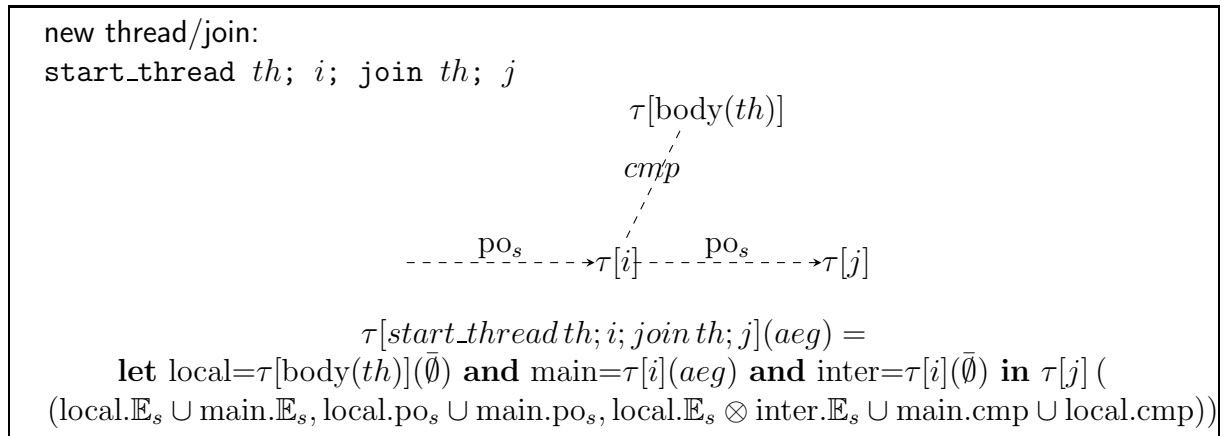 new thread/join:
start_thread th; i; join th; j
τ[body(th)]
cmp
po_s τ[i] po_s τ[j]
τ[start_thread th; i; join th; j](aeg) =
let local=τ[body(th)](∅̄) and main=τ[i](aeg) and inter=τ[i](∅̄) in τ[j] (
(local.𝔼_s ∪ main.𝔼_s, local.po_s ∪ main.po_s, local.𝔼_s ⊗ inter.𝔼_s ∪ main.cmp ∪ local.cmp))